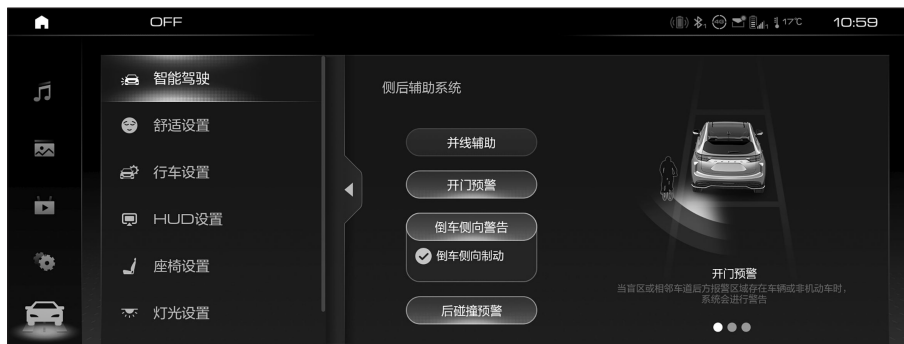 OFF
17℃
10:59
智能驾驶
舒适设置
行车设置
HUD设置
座椅设置
灯光设置
侧后辅助系统
并线辅助
开门预警
倒车侧向警告
倒车侧向制动
后碰撞预警
开门预警
当盲区或相邻车道后方报警区域存在车辆或非机动车时，
系统会进行警告